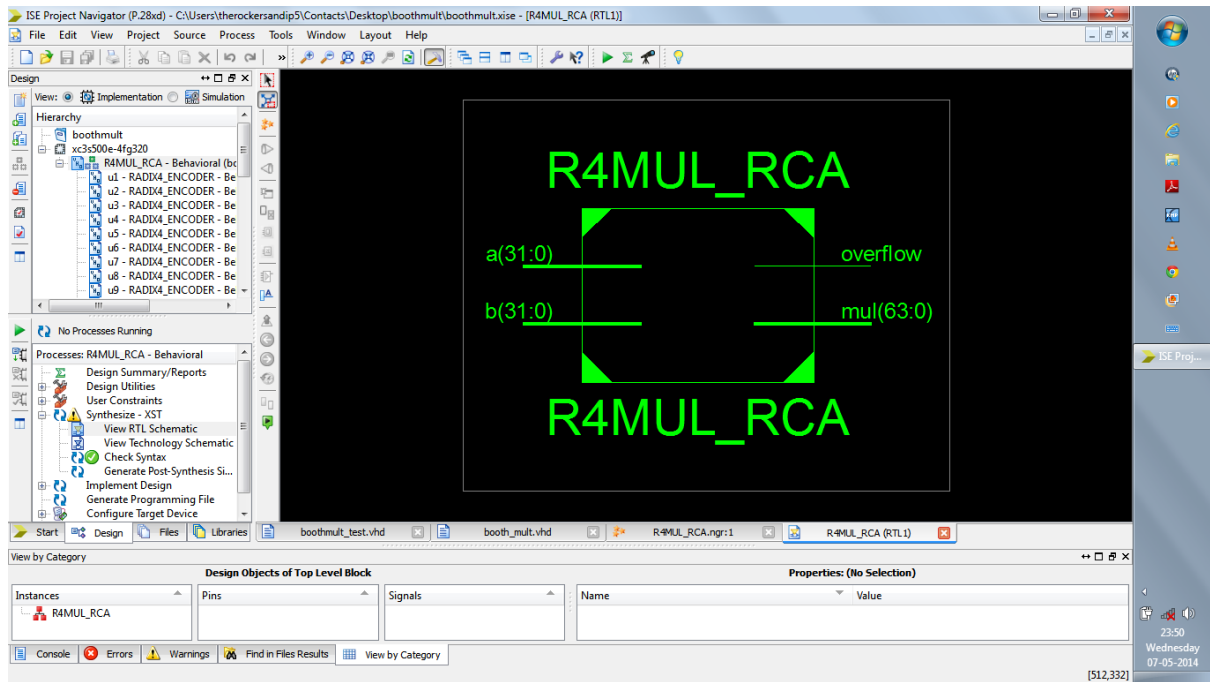 ISE Project Navigator (P.28xd) - C:\Users\therockersandip5\Contacts\Desktop\boothmult\boothmult.xise - [R4MUL_RCA (RTL1)]
File Edit View Project Source Process Tools Window Layout Help
Design
View: Implementation Simulation
Hierarchy
boothmult
xc3s500e-4fg320
R4MUL_RCA - Behavioral (bo
u1 - RADIX4_ENCODER - Be
u2 - RADIX4_ENCODER - Be
u3 - RADIX4_ENCODER - Be
u4 - RADIX4_ENCODER - Be
u5 - RADIX4_ENCODER - Be
u6 - RADIX4_ENCODER - Be
u7 - RADIX4_ENCODER - Be
u8 - RADIX4_ENCODER - Be
u9 - RADIX4_ENCODER - Be
No Processes Running
Processes: R4MUL_RCA - Behavioral
Design Summary/Reports
Design Utilities
User Constraints
Synthesize - XST
View RTL Schematic
View Technology Schematic
Check Syntax
Generate Post-Synthesis Si...
Implement Design
Generate Programming File
Configure Target Device
Start Design Files Libraries
R4MUL_RCA
a(31:0) overflow
b(31:0) mul(63:0)
R4MUL_RCA
boothmult_test.vhd booth_mult.vhd R4MUL_RCA.ngr:1 R4MUL_RCA (RTL1)
View by Category
Design Objects of Top Level Block Properties: (No Selection)
Instances Pins Signals Name Value
R4MUL_RCA
Console Errors Warnings Find in Files Results View by Category
[512,332]
ISE Proj...
23:50
Wednesday
07-05-2014